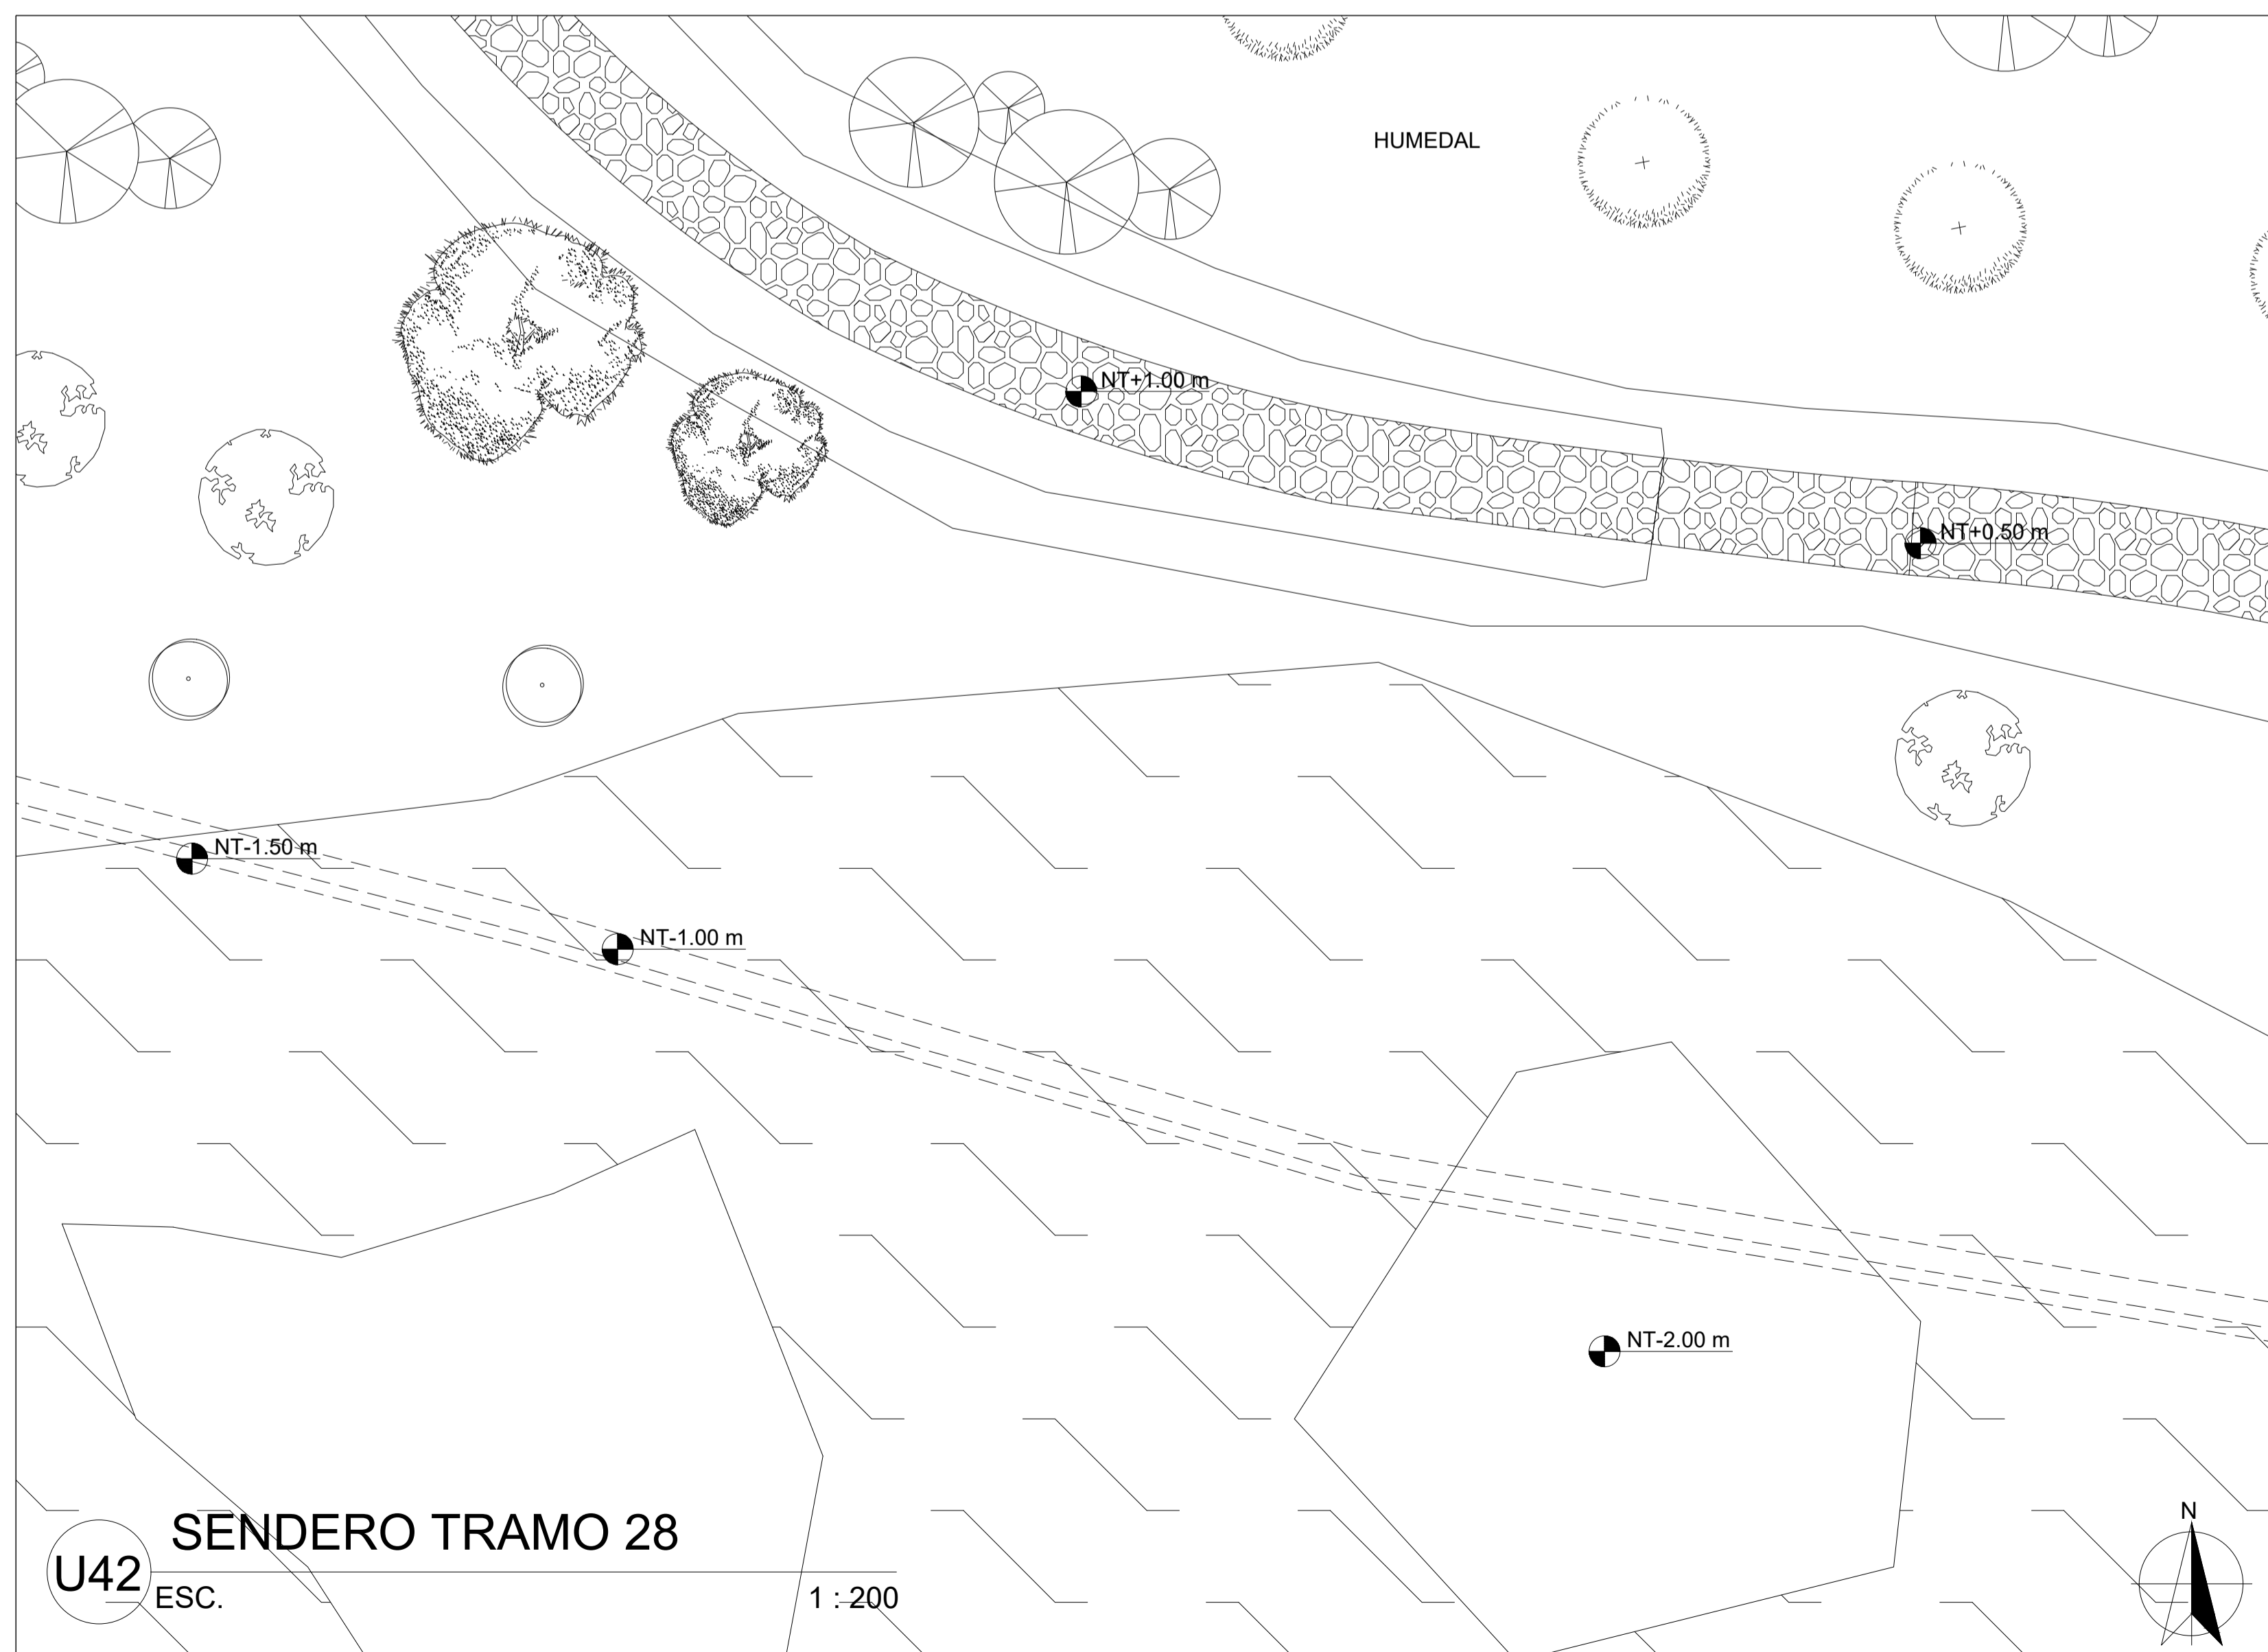 HUMEDAL
NT+1.00 m
NT+0.50 m
NT-1.50 m
NT-1.00 m
NT-2.00 m
SENDERO TRAMO 28
U42
ESC.
1 : 200
N